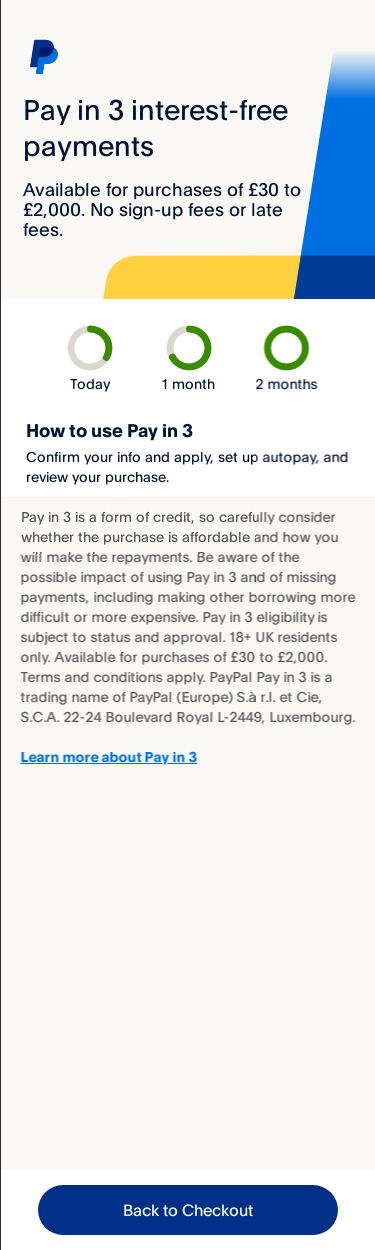 Pay in 3 interest-free
payments
Available for purchases of £30 to
£2,000. No sign-up fees or late
fees.
Today
1 month
2 months
How to use Pay in 3
Confirm your info and apply, set up autopay, and
review your purchase.
Pay in 3 is a form of credit, so carefully consider
whether the purchase is affordable and how you
will make the repayments. Be aware of the
possible impact of using Pay in 3 and of missing
payments, including making other borrowing more
difficult or more expensive. Pay in 3 eligibility is
subject to status and approval. 18+ UK residents
only. Available for purchases of £30 to £2,000.
Terms and conditions apply. PayPal Pay in 3 is a
trading name of PayPal (Europe) S.à r.l. et Cie,
S.C.A. 22-24 Boulevard Royal L-2449, Luxembourg.
Learn more about Pay in 3
Back to Checkout